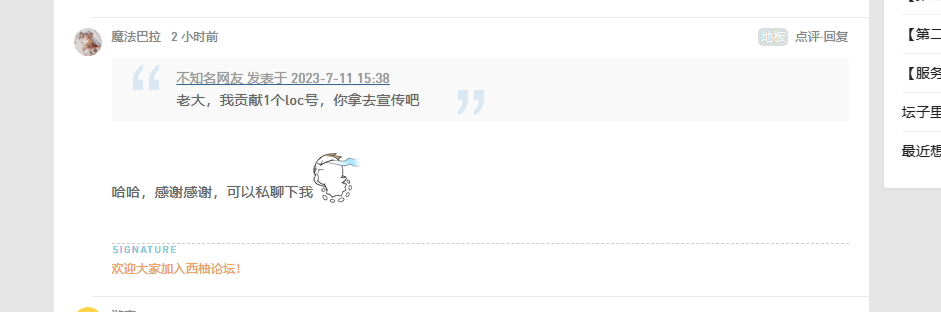 魔法巴拉 2 小时前 地板 点评·回复
不知名网友 发表于 2023-7-11 15:38
老大，我贡献1个loc号，你拿去宣传吧
哈哈，感谢感谢，可以私聊下我
SIGNATURE
欢迎大家加入西柚论坛！
【第二
【服务
坛子里
最近想